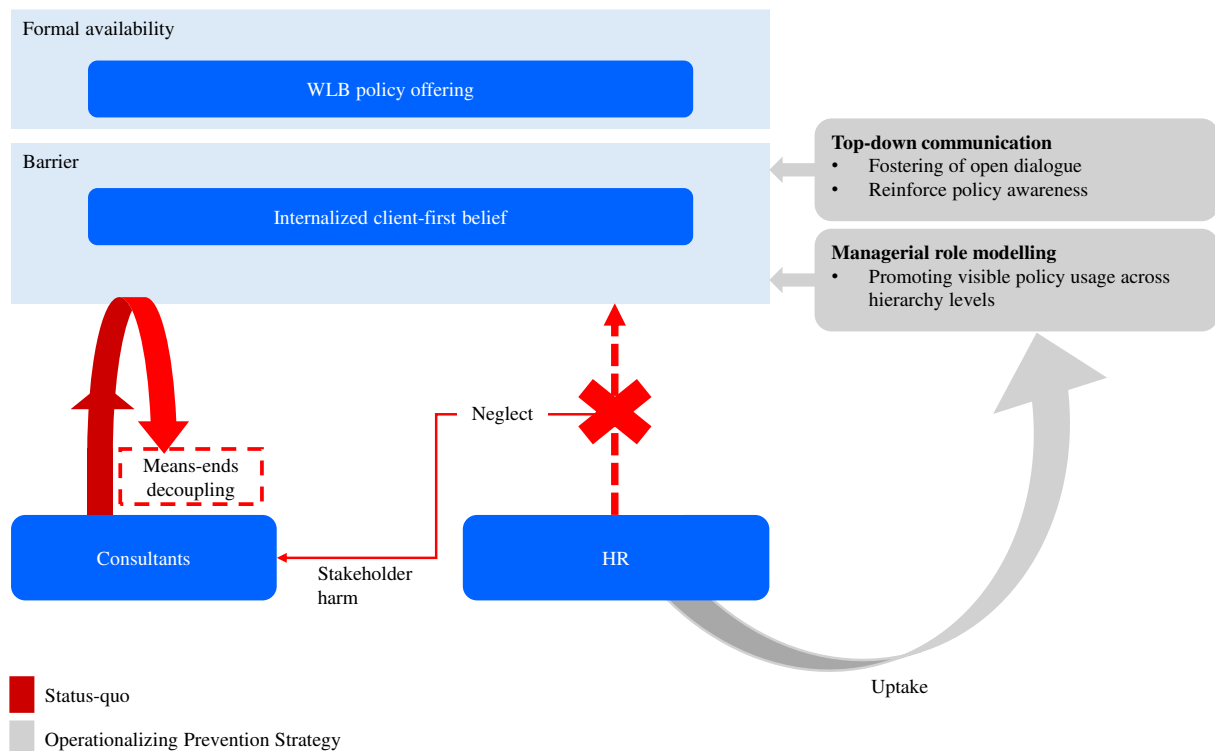 Formal availability
WLB policy offering
Barrier
Internalized client-first belief
Top-down communication
• Fostering of open dialogue
• Reinforce policy awareness
Managerial role modelling
• Promoting visible policy usage across
hierarchy levels
Neglect
Means-ends
decoupling
Consultants
Stakeholder
harm
HR
Uptake
Status-quo
Operationalizing Prevention Strategy